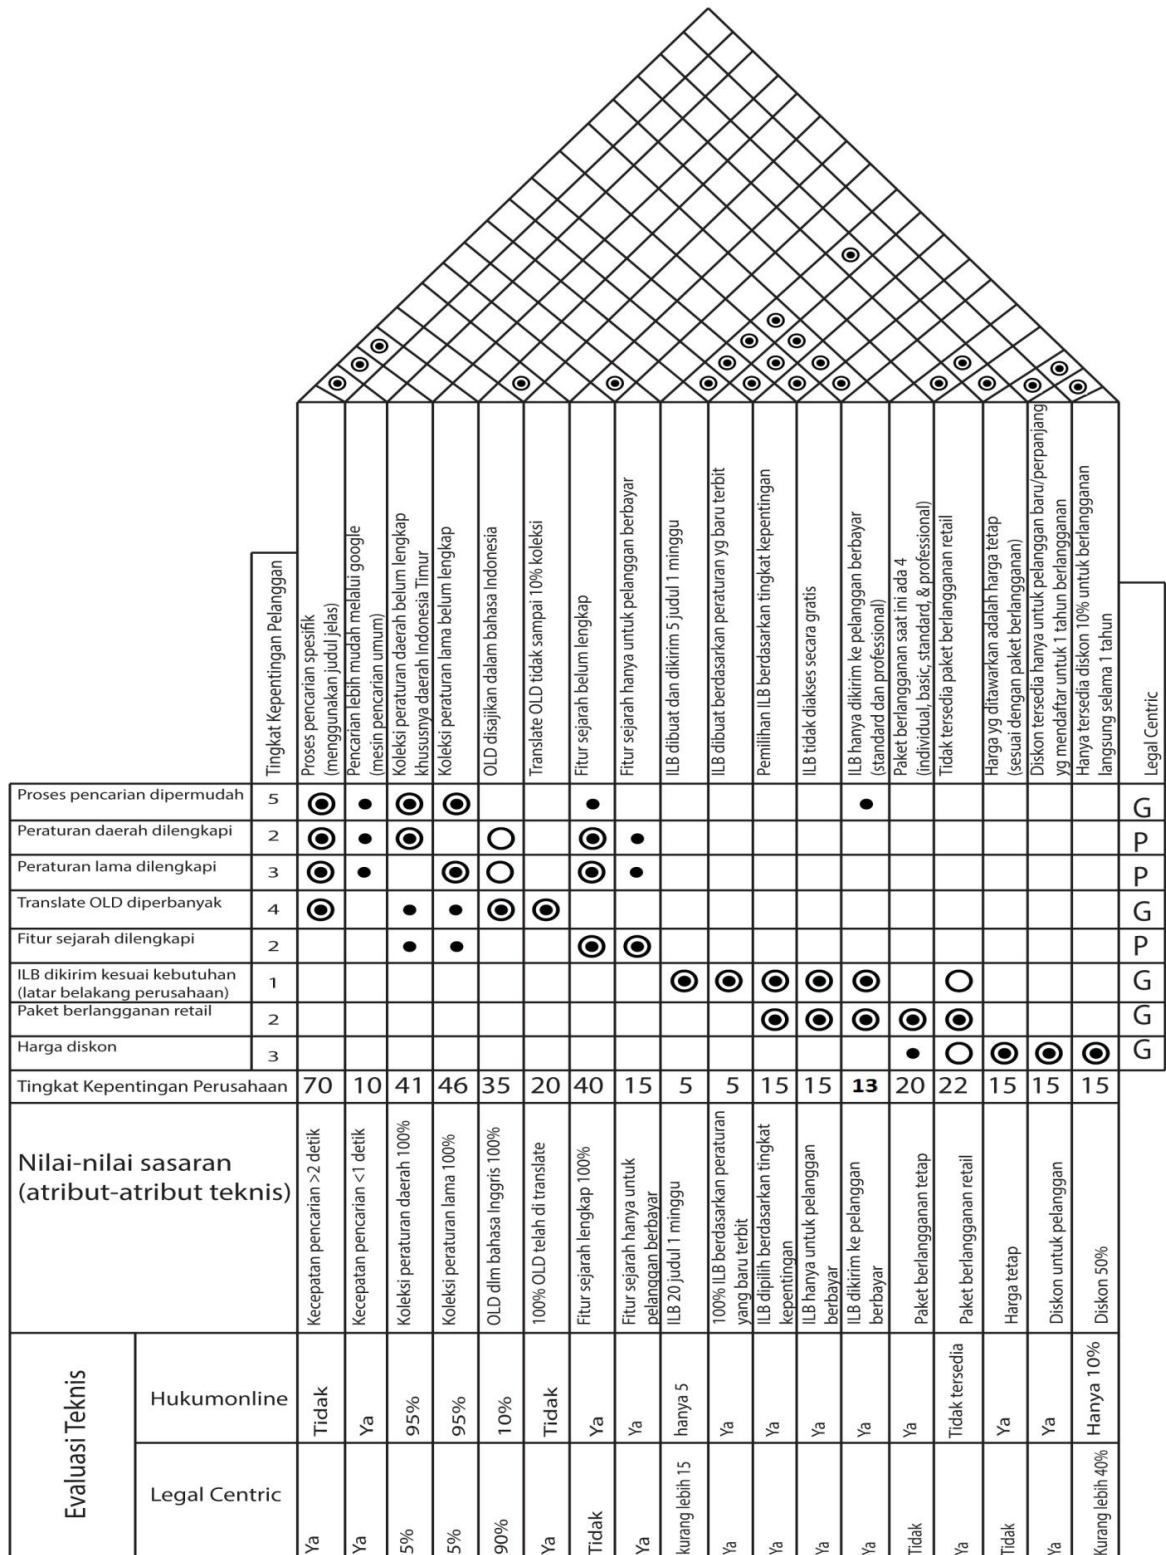 Tingkat Kepentingan Pelanggan
Proses pencarian spesifik
(menggunakan judul jelas)
Pencarian lebih mudah melalui google
(mesin pencarian umum)
Koleksi peraturan daerah belum lengkap
khususnya daerah Indonesia Timur
Koleksi peraturan lama belum lengkap
OLD disajikan dalam bahasa Indonesia
Translate OLD tidak sampai 10% koleksi
Fitur sejarah belum lengkap
Fitur sejarah hanya untuk pelanggan berbayar
ILB dibuat dan dikirim 5 judul 1 minggu
ILB dibuat berdasarkan peraturan yg baru terbit
Pemilihan ILB berdasarkan tingkat kepentingan
ILB tidak diakses secara gratis
ILB hanya dikirim ke pelanggan berbayar
(standard dan professional)
Paket berlangganan saat ini ada 4
(individual, basic, standard, & professional)
Tidak tersedia paket berlangganan retail
Harga yg ditawarkan adalah harga tetap
(sesuai dengan paket berlangganan)
Diskon tersedia hanya untuk pelanggan baru/perpanjang
yg mendaftar untuk 1 tahun berlangganan
Hanya tersedia diskon 10% untuk berlangganan
langsung selama 1 tahun
Legal Centric
Proses pencarian dipermudah 5 G
Peraturan daerah dilengkapi 2 P
Peraturan lama dilengkapi 3 P
Translate OLD diperbanyak 4 G
Fitur sejarah dilengkapi 2 P
ILB dikirim kesuai kebutuhan
(latar belakang perusahaan) 1 G
Paket berlangganan retail 2 G
Harga diskon 3 G
Tingkat Kepentingan Perusahaan 70 10 41 46 35 20 40 15 5 5 15 15 13 20 22 15 15 15
Nilai-nilai sasaran
(atribut-atribut teknis)
Kecepatan pencarian >2 detik
Kecepatan pencarian <1 detik
Koleksi peraturan daerah 100%
Koleksi peraturan lama 100%
OLD dlm bahasa Inggris 100%
100% OLD telah di translate
Fitur sejarah lengkap 100%
Fitur sejarah hanya untuk
pelanggan berbayar
ILB 20 judul 1 minggu
100% ILB berdasarkan peraturan
yang baru terbit
ILB dipilih berdasarkan tingkat
kepentingan
ILB hanya untuk pelanggan
berbayar
ILB dikirim ke pelanggan
berbayar
Paket berlangganan tetap
Paket berlangganan retail
Harga tetap
Diskon untuk pelanggan
Diskon 50%
Evaluasi Teknis
Hukumonline Tidak Ya 95% 95% 10% Tidak Ya Ya hanya 5 Ya Ya Ya Ya Ya Tidak tersedia Ya Ya Hanya 10%
Legal Centric Ya Ya 5% 5% 90% Ya Tidak Ya kurang lebih 15 Ya Ya Ya Ya Tidak Ya Tidak Ya Kurang lebih 40%